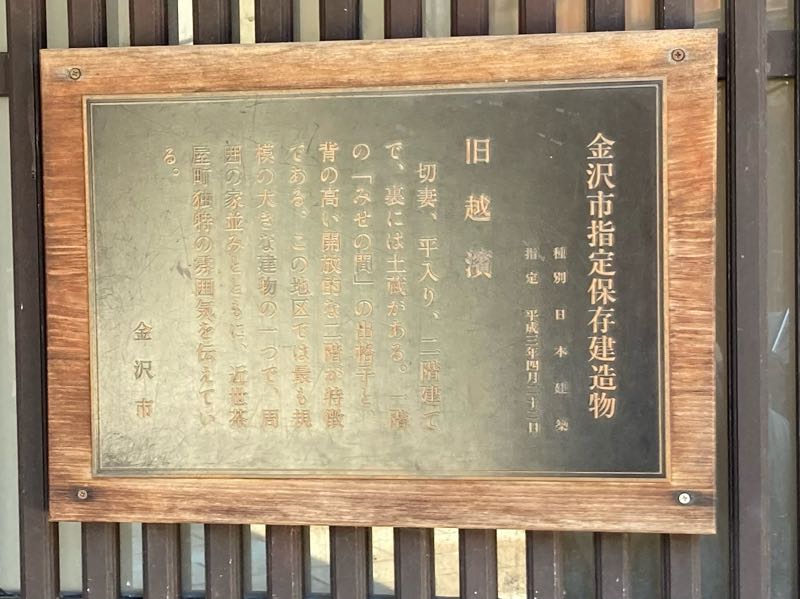 金沢市指定保存建造物
種別 日本建築
指定 平成三年四月二十三日
旧越濱
切妻、平入り、二階建て
で、裏には土蔵がある。一階
の「みせの間」の出格子と、
背の高い開放的な二階が特徴
である。この地区では最も規
模の大きな建物の一つで、周
囲の家並みとともに、近世茶
屋町独特の雰囲気を伝えてい
る。
金沢市